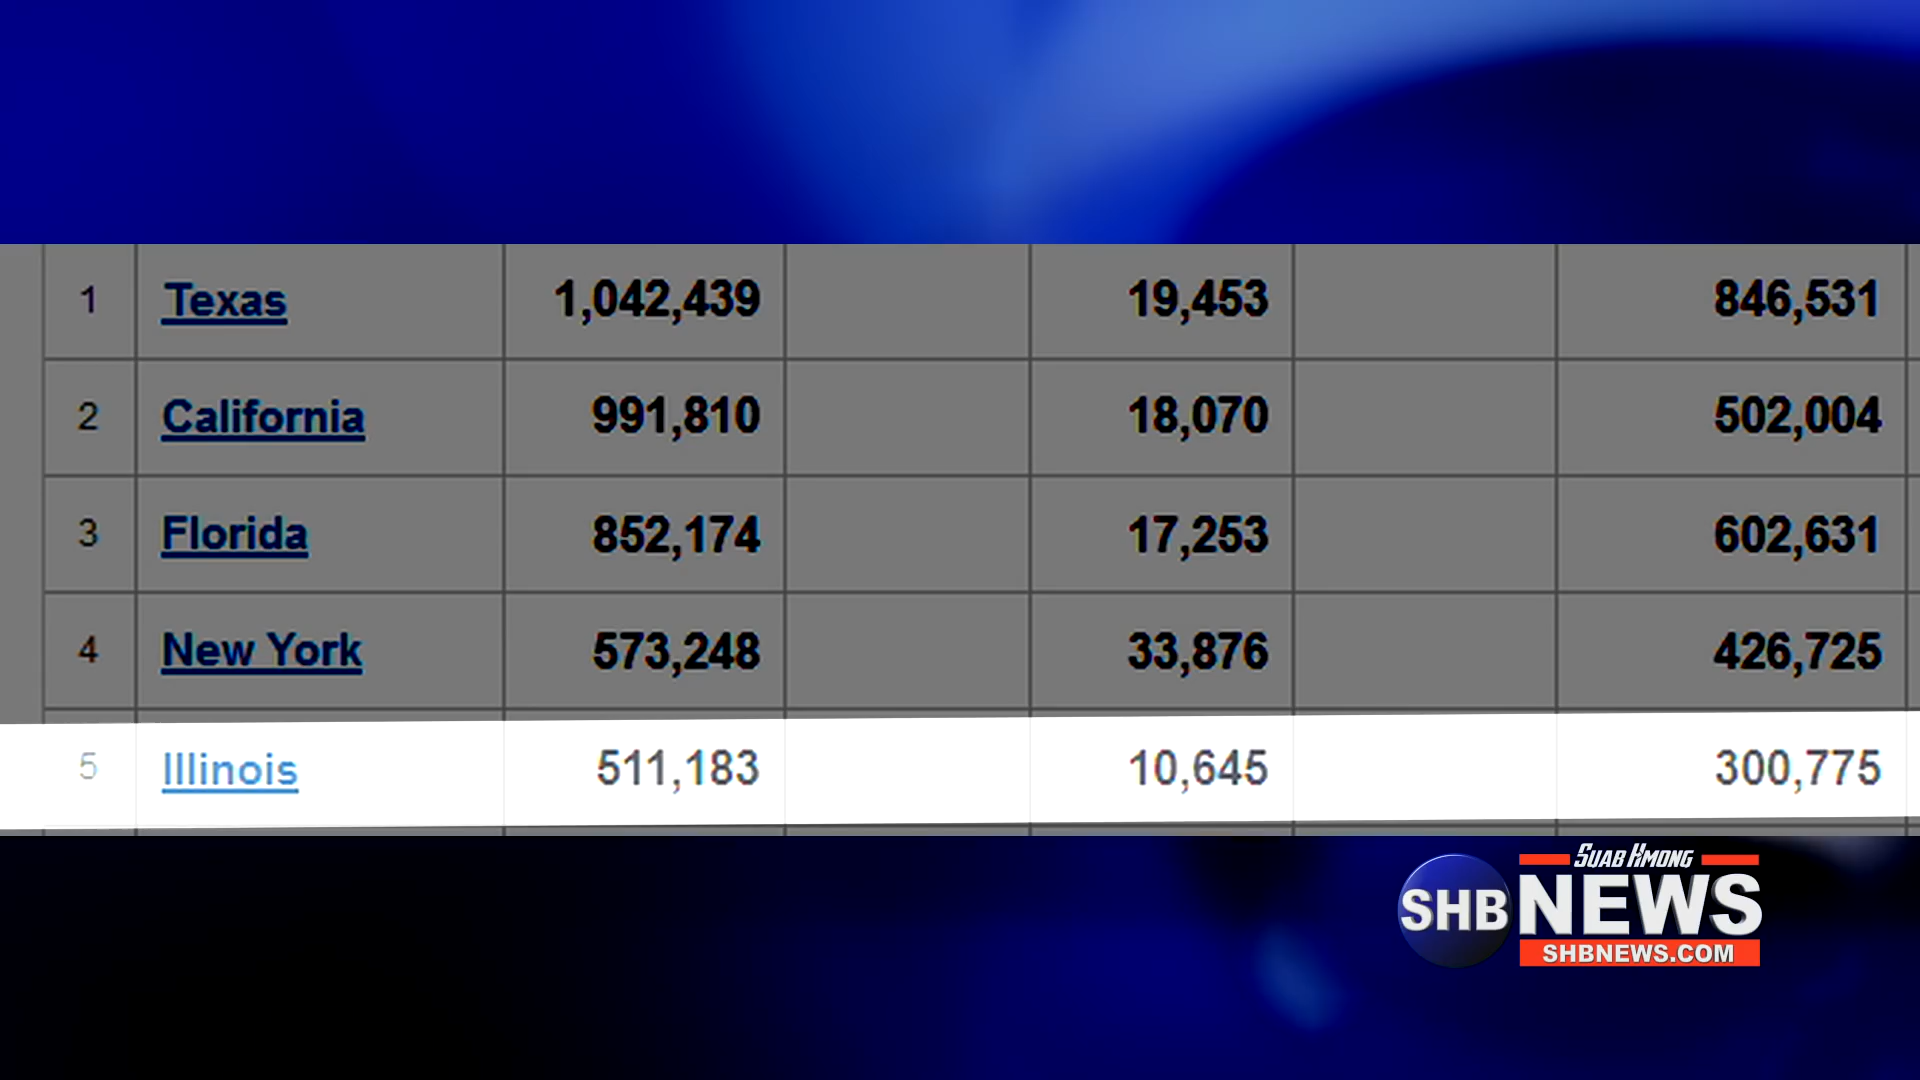 1 Texas 1,042,439 19,453 846,531
2 California 991,810 18,070 502,004
3 Florida 852,174 17,253 602,631
4 New York 573,248 33,876 426,725
5 Illinois 511,183 10,645 300,775
SUAB HMONG
SHB NEWS
SHBNEWS.COM